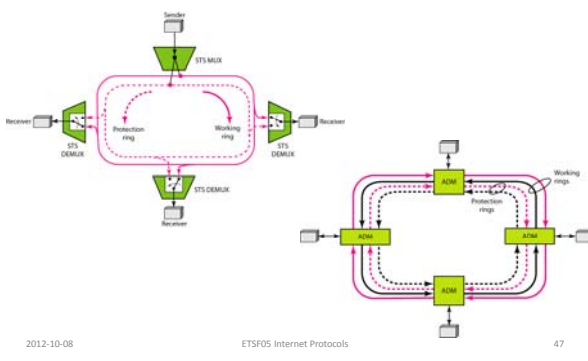 Sender
STS MUX
Receiver
STS
DEMUX
Protection
ring
Working
ring
Receiver
STS
DEMUX
STS DEMUX
Receiver
ADM
Working
rings
Protection
rings
ADM
ADM
ADM
2012-10-08
ETSF05 Internet Protocols
47